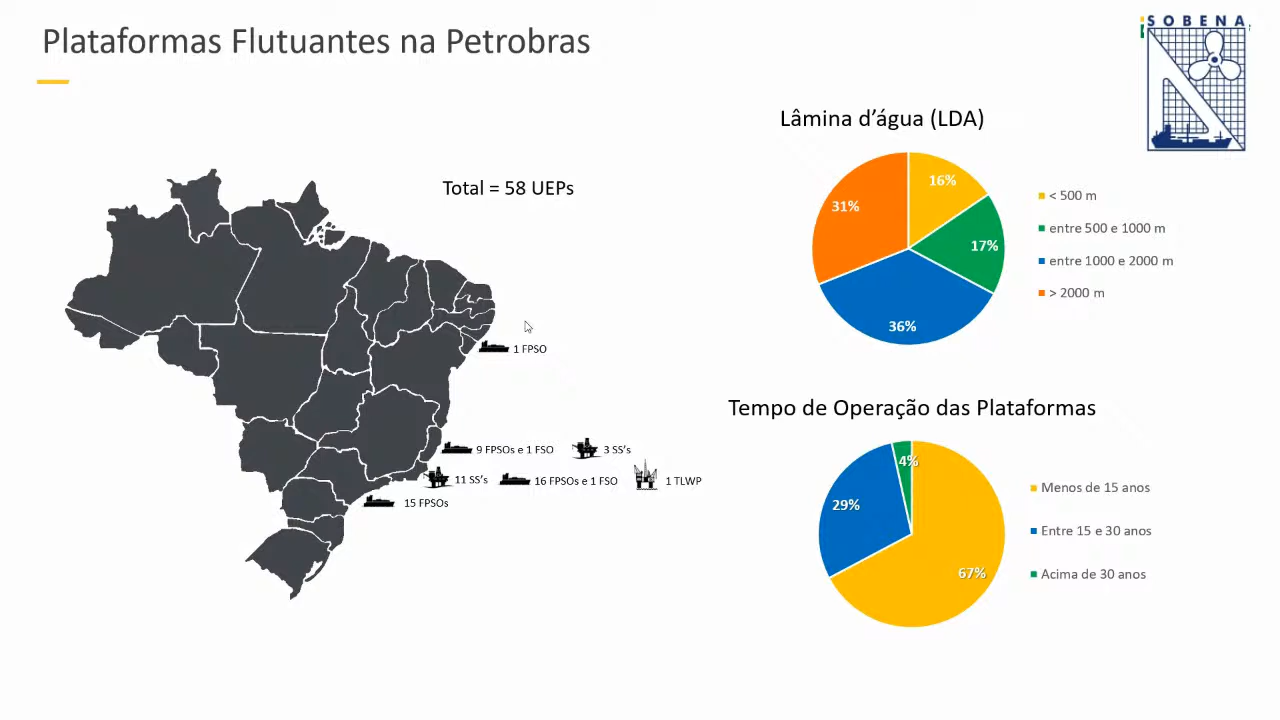 Plataformas Flutuantes na Petrobras
SOBENA
Total = 58 UEPs
1 FPSO
9 FPSOs e 1 FSO
3 SS's
11 SS's
16 FPSOs e 1 FSO
1 TLWP
15 FPSOs
Lâmina d’água (LDA)
16%
17%
36%
31%
< 500 m
entre 500 e 1000 m
entre 1000 e 2000 m
> 2000 m
Tempo de Operação das Plataformas
4%
29%
67%
Menos de 15 anos
Entre 15 e 30 anos
Acima de 30 anos